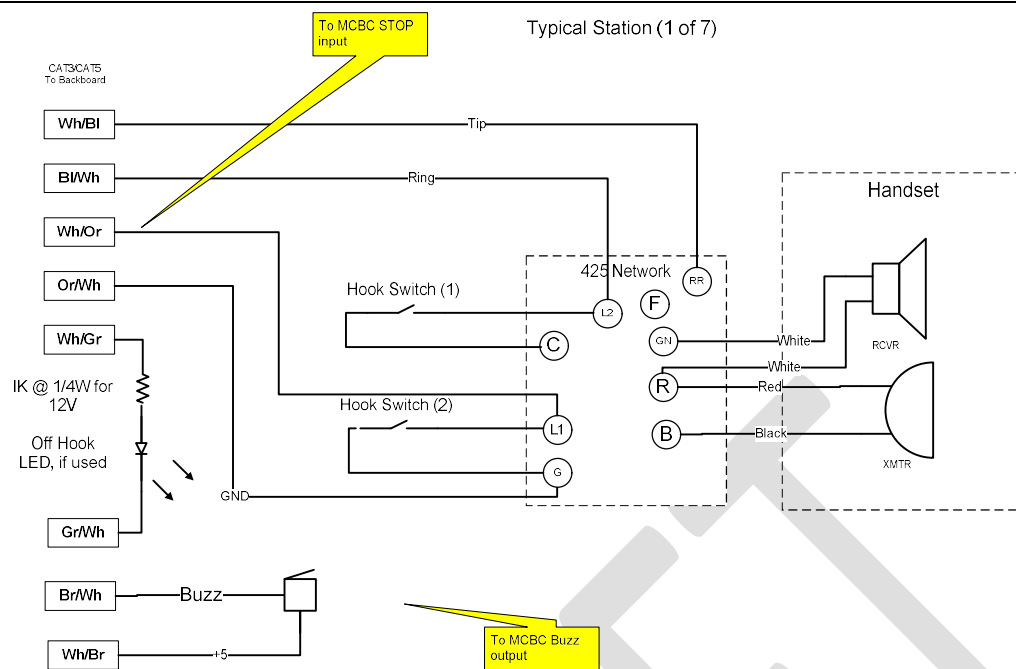 Typical Station (1 of 7)
To MCBC STOP
input
CAT3/CAT5
To Backboard
Wh/Bl
Tip
Bl/Wh
Ring
Handset
Wh/Or
425 Network
RR
Or/Wh
Hook Switch (1)
F
L2
Wh/Gr
C
GN
White
RCVR
White
IK @ 1/4W for
12V
R
Red
Hook Switch (2)
L1
B
Black
Off Hook
LED, if used
XMTR
G
GND
Gr/Wh
Br/Wh
Buzz
To MCBC Buzz
output
Wh/Br
+5